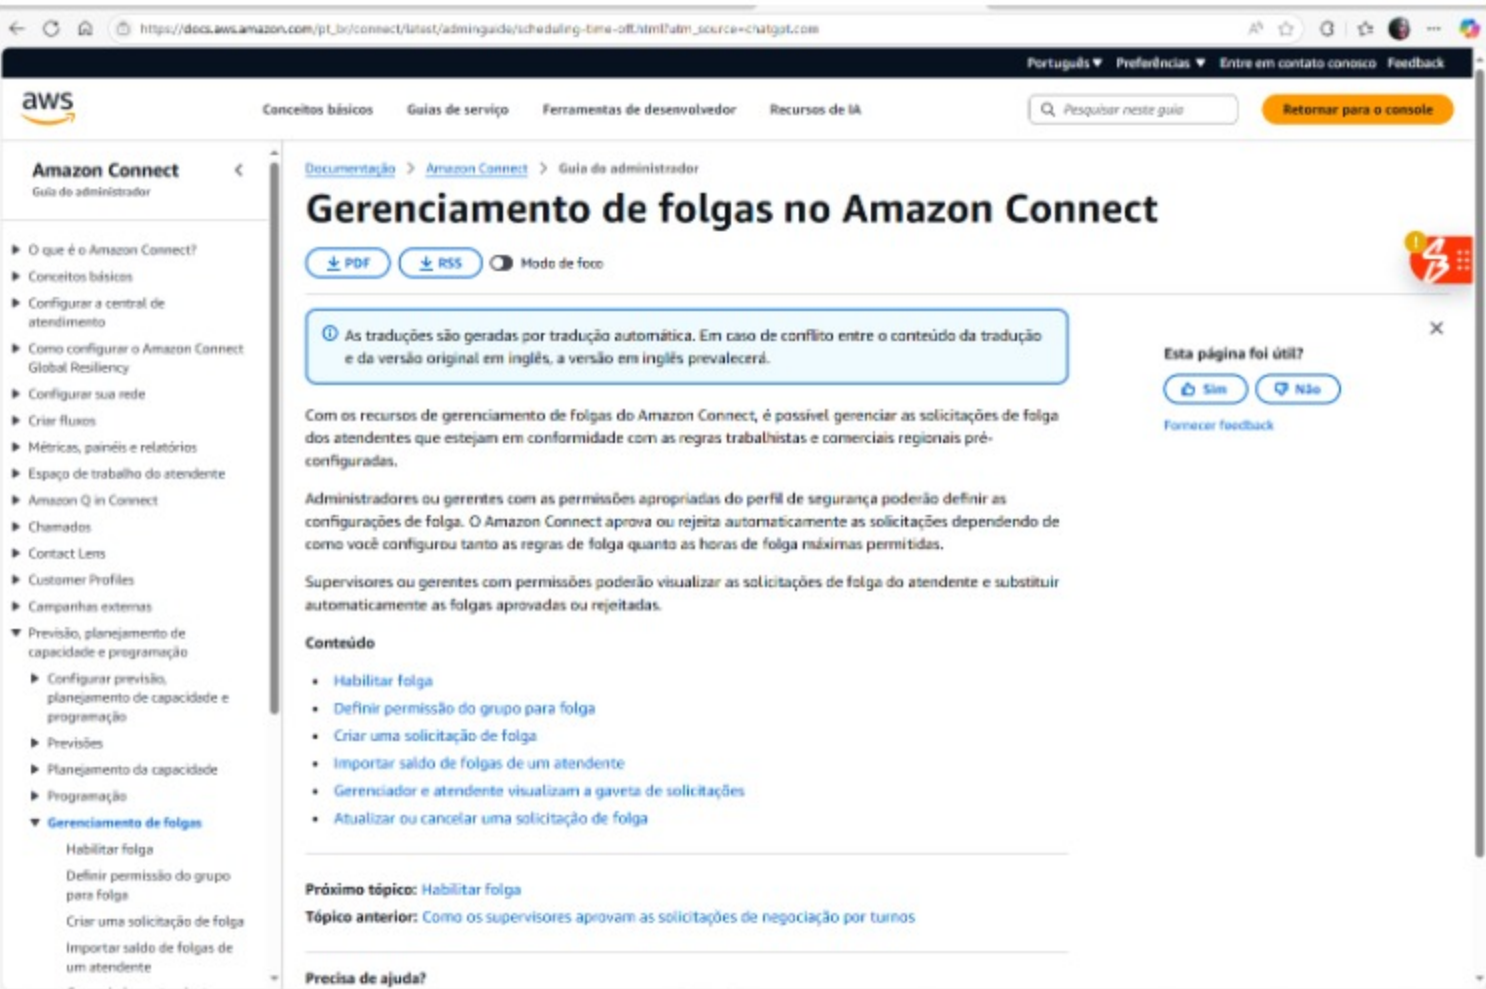 https://docs.aws.amazon.com/pt_br/connect/latest/adminguide/scheduling-time-off.html?utm_source=chatgpt.com
Português Preferências Entre em contato conosco Feedback
aws
Conceitos básicos Guias de serviço Ferramentas de desenvolvedor Recursos de IA
Pesquisar neste guia
Retornar para o console
Amazon Connect
Guia do administrador
O que é o Amazon Connect?
Conceitos básicos
Configurar a central de
atendimento
Como configurar o Amazon Connect
Global Resiliency
Configurar sua rede
Criar fluxos
Métricas, painéis e relatórios
Espaço de trabalho do atendente
Amazon Q in Connect
Chamados
Contact Lens
Customer Profiles
Campanhas externas
Previsão, planejamento de
capacidade e programação
Configurar previsão,
planejamento de capacidade e
programação
Previsões
Planejamento da capacidade
Programação
Gerenciamento de folgas
Habilitar folga
Definir permissão do grupo
para folga
Criar uma solicitação de folga
Importar saldo de folgas de
um atendente
Documentação > Amazon Connect > Guia do administrador
Gerenciamento de folgas no Amazon Connect
PDF RSS Modo de foco
As traduções são geradas por tradução automática. Em caso de conflito entre o conteúdo da tradução
e da versão original em inglês, a versão em inglês prevalecerá.
Com os recursos de gerenciamento de folgas do Amazon Connect, é possível gerenciar as solicitações de folga
dos atendentes que estejam em conformidade com as regras trabalhistas e comerciais regionais pré-
configuradas.
Administradores ou gerentes com as permissões apropriadas do perfil de segurança poderão definir as
configurações de folga. O Amazon Connect aprova ou rejeita automaticamente as solicitações dependendo de
como você configurou tanto as regras de folga quanto as horas de folga máximas permitidas.
Supervisores ou gerentes com permissões poderão visualizar as solicitações de folga do atendente e substituir
automaticamente as folgas aprovadas ou rejeitadas.
Conteúdo
• Habilitar folga
• Definir permissão do grupo para folga
• Criar uma solicitação de folga
• Importar saldo de folgas de um atendente
• Gerenciador e atendente visualizam a gaveta de solicitações
• Atualizar ou cancelar uma solicitação de folga
Próximo tópico: Habilitar folga
Tópico anterior: Como os supervisores aprovam as solicitações de negociação por turnos
Precisa de ajuda?
Esta página foi útil?
Sim Não
Fornecer feedback